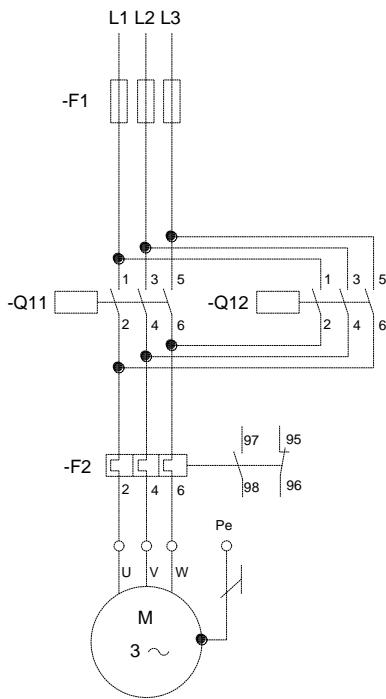 L1 L2 L3
-F1
1 3 5
-Q11
2 4 6
1 3 5
-Q12
2 4 6
-F2
2 4 6
97 95
98 96
Pe
U V W
M
3 ~